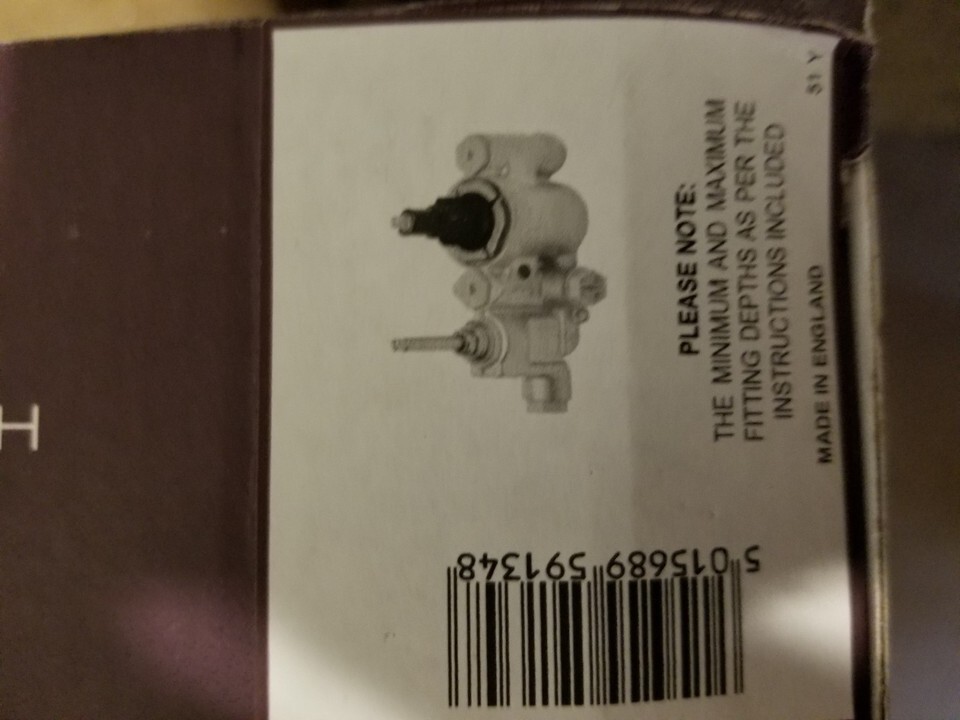 PLEASE NOTE:
THE MINIMUM AND MAXIMUM
FITTING DEPTHS AS PER THE
INSTRUCTIONS INCLUDED
MADE IN ENGLAND
51 Y
5 015689 591348
H